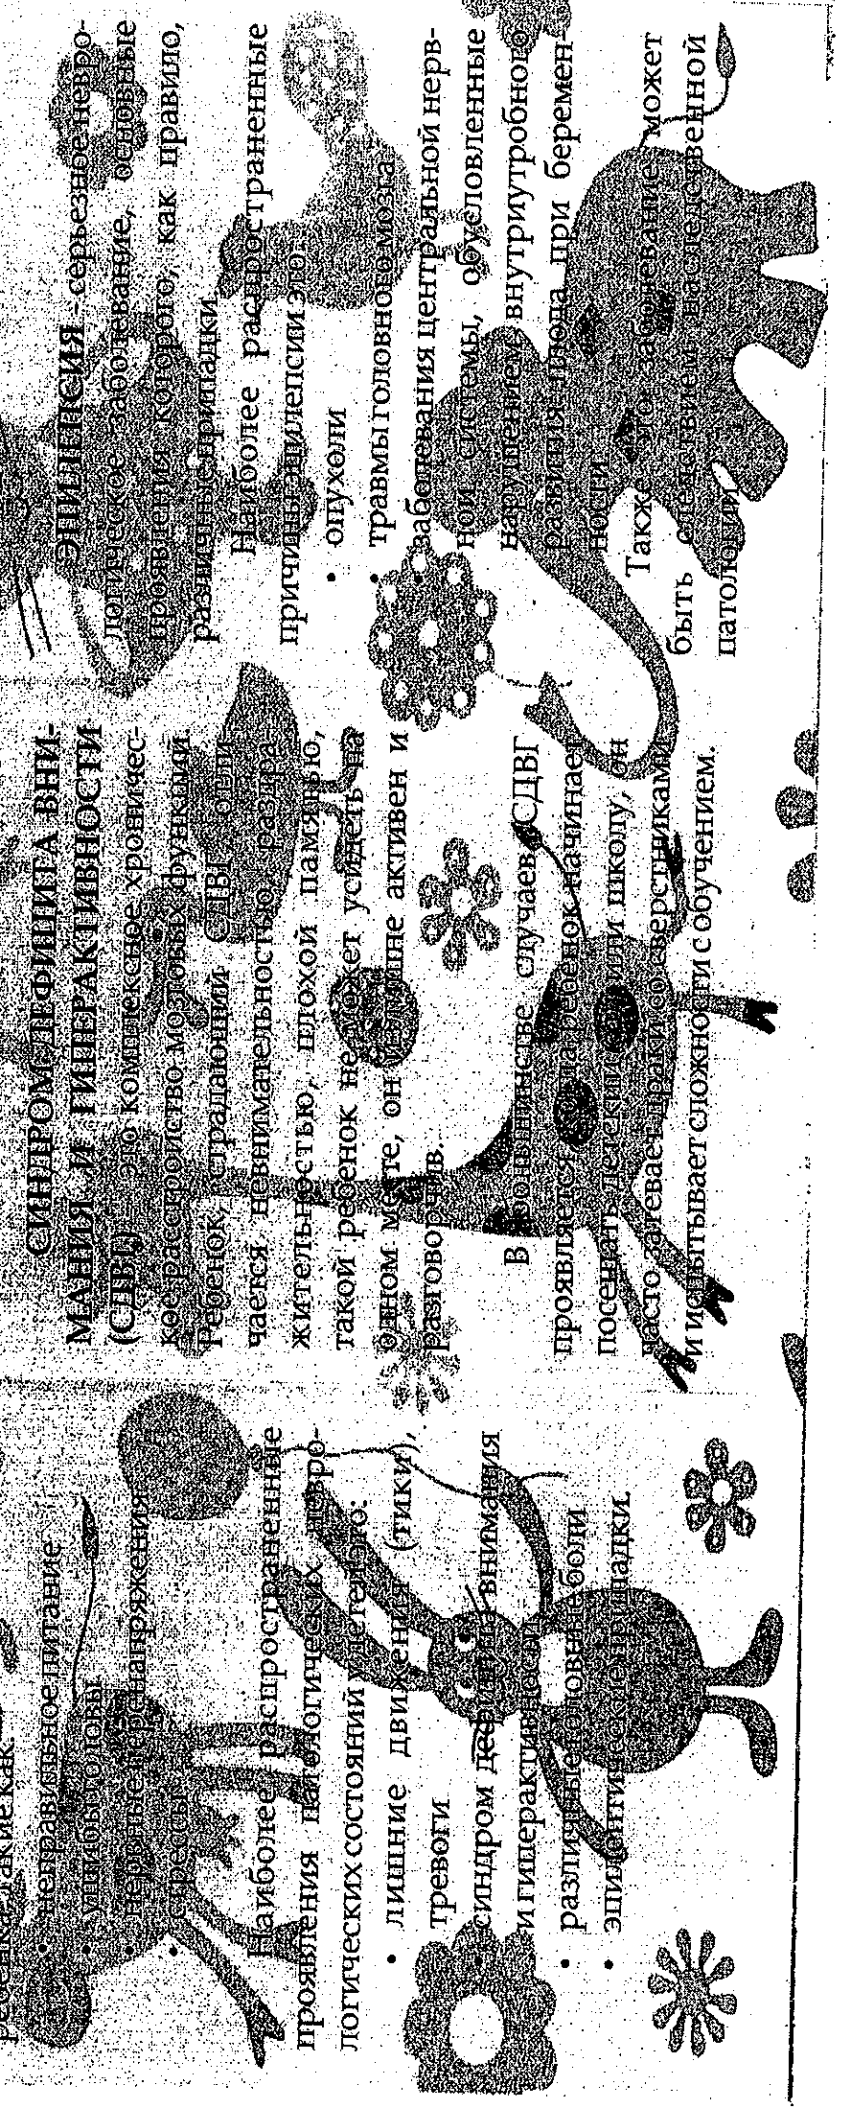 ребенка, такие как
• неправильное питание
• ушибы головы
• нервные перенапряжения
• стрессы
Наиболее распространенные
проявления патологических невро-
логических состояний у детей это:
• лишние движения (тики),
тревоги
• синдром дефицита внимания
и гиперактивности
• различные головные боли
• эпилептические припадки.
СИНДРОМ ДЕФИЦИТА ВНИ-
МАНИЯ И ГИПЕРАКТИВНОСТИ
(СДВГ) - это комплексное хроничес-
кое расстройство мозговых функций.
Ребенок, страдающий СДВГ отли-
чается невнимательностью, раздра-
жительностью, плохой памятью,
такой ребенок не может усидеть на
одном месте, он излишне активен и
разговорчив.
В большинстве случаев СДВГ
проявляется, когда ребенок начинает
посещать детский сад или школу, он
часто затевает драки со сверстниками
и испытывает сложности с обучением.
ЭПИЛЕПСИЯ - серьезное невро-
логическое заболевание, основные
проявления которого, как правило,
различные припадки.
Наиболее распространенные
причины эпилепсии это:
• опухоли
• травмы головного мозга
• заболевания центральной нерв-
ной системы, обусловленные
нарушением внутриутробного
развития плода при беремен-
ности
Также это заболевание может
быть следствием наследственной
патологии